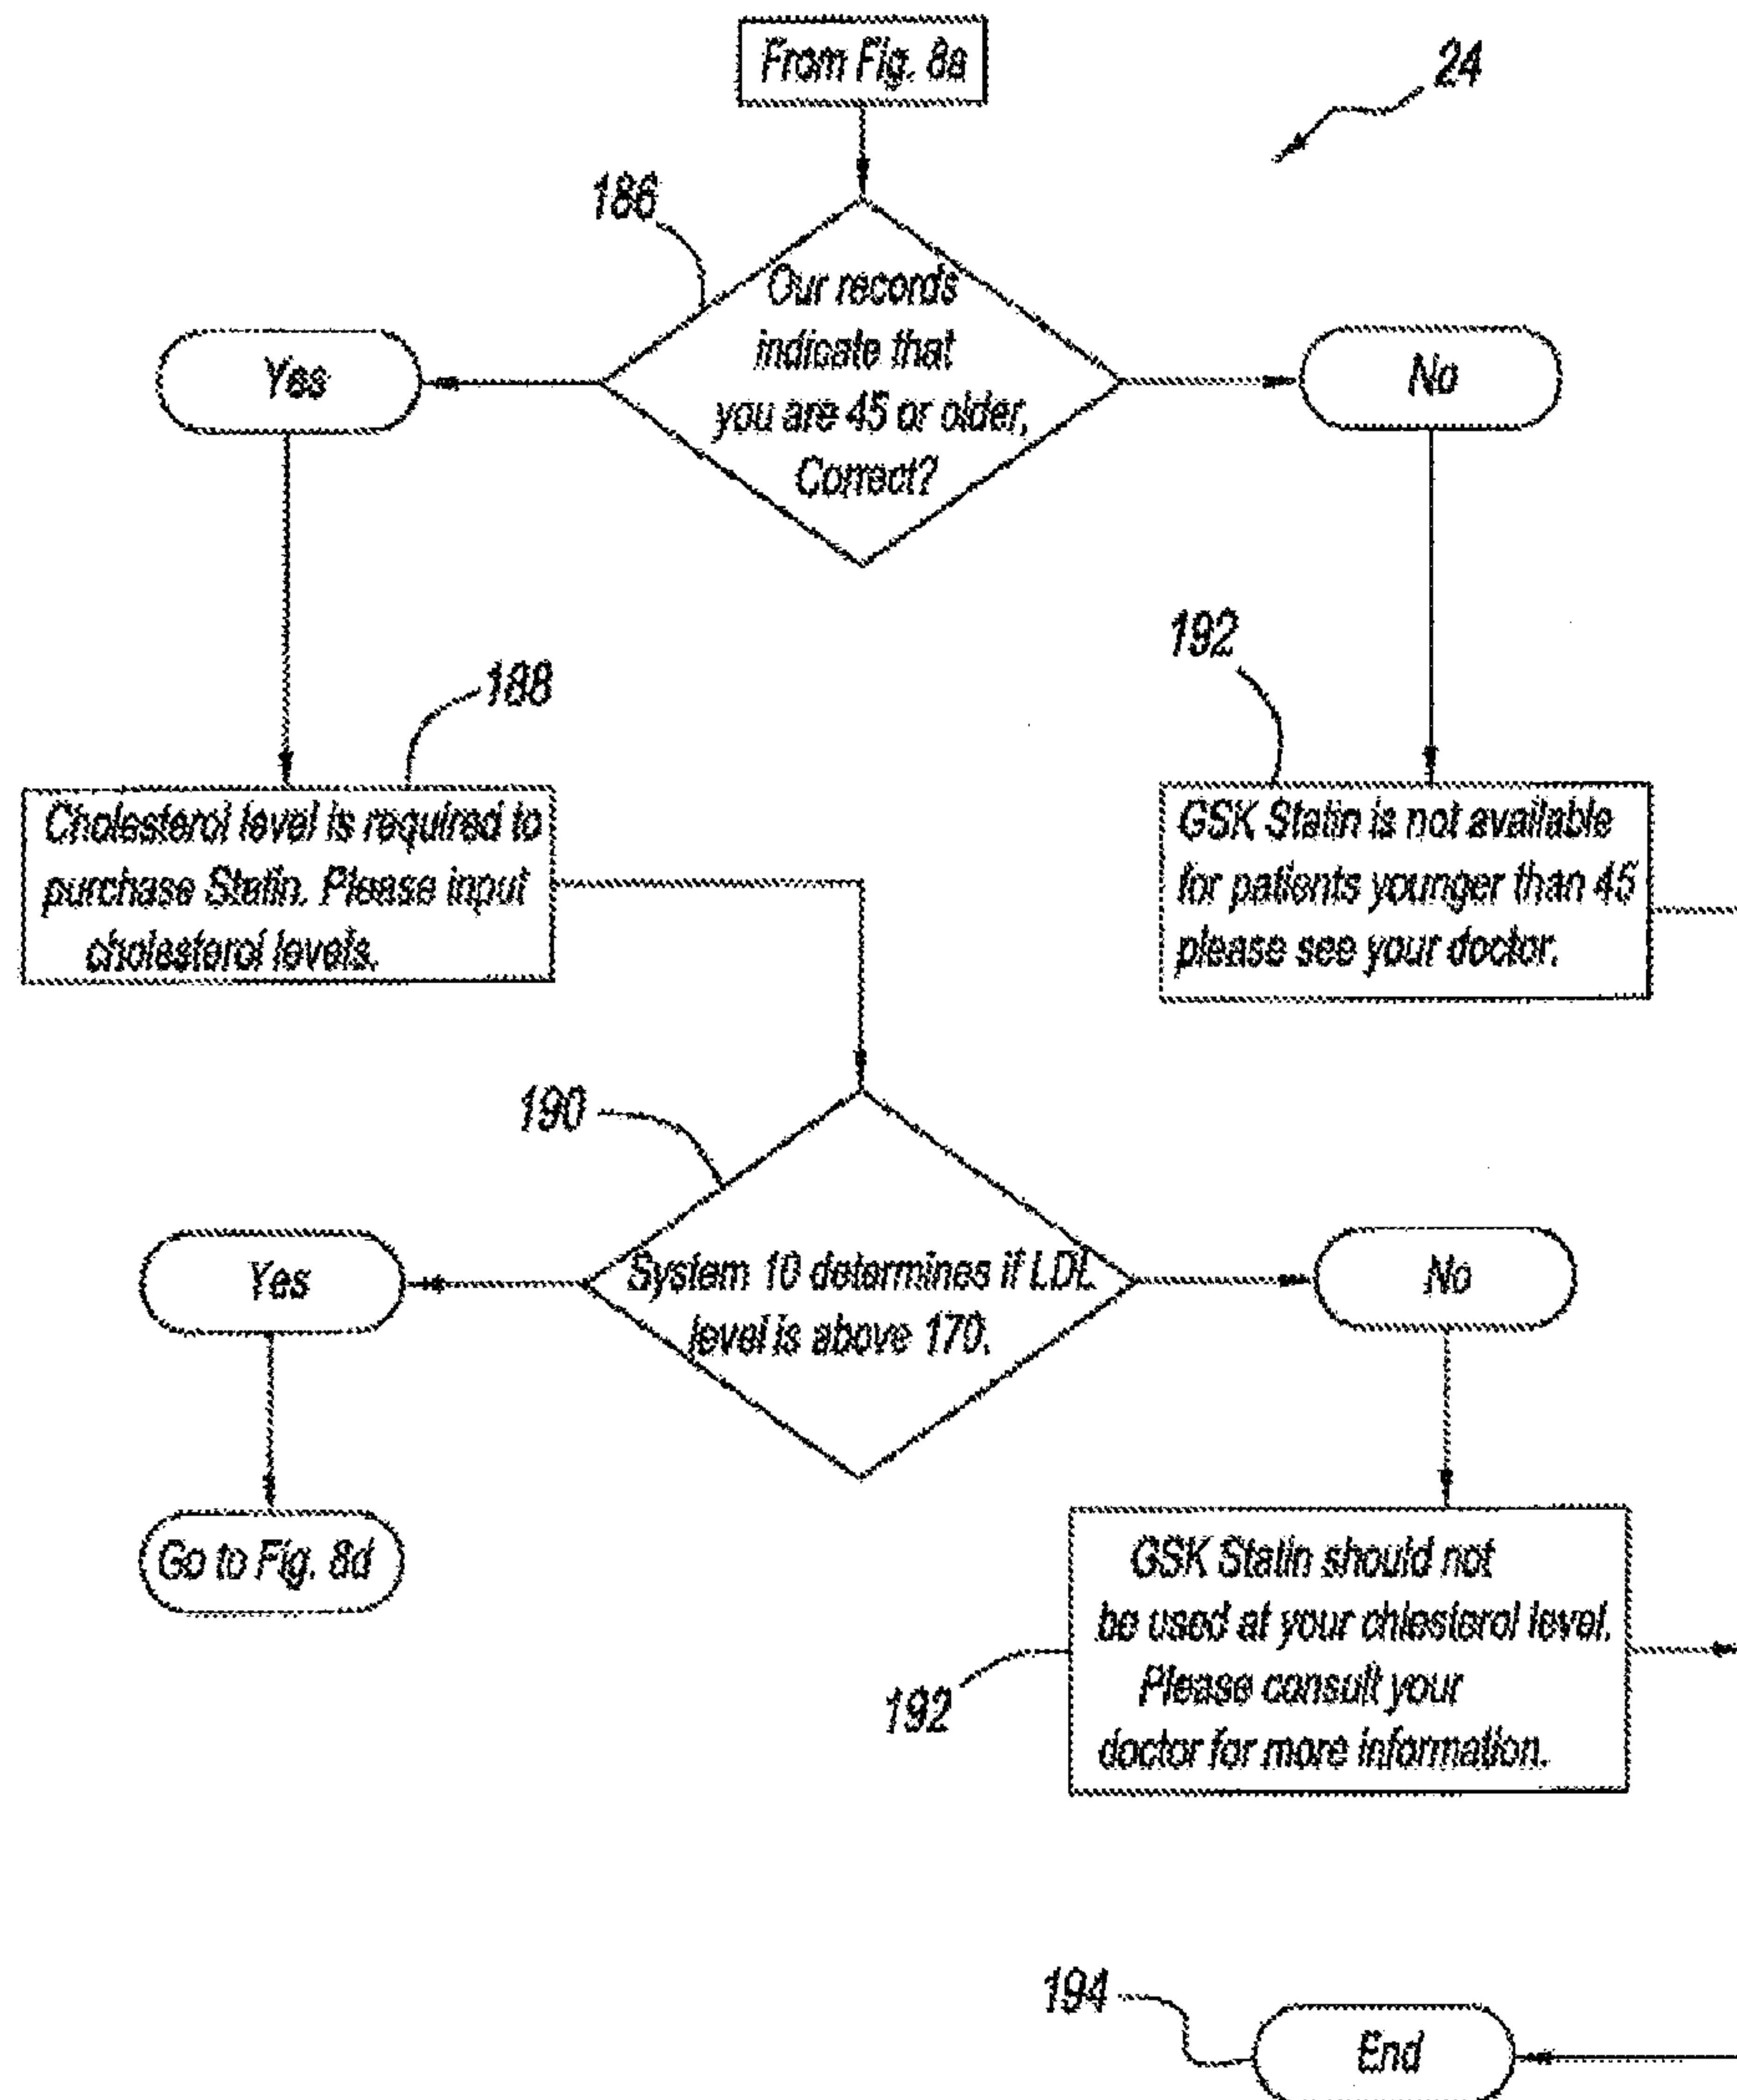 From Fig. 8a
24
186
Our records
indicate that
you are 45 or older,
Correct?
Yes
No
188
192
Cholesterol level is required to
purchase Statin. Please input
cholesterol levels.
GSK Statin is not available
for patients younger than 45
please see your doctor.
190
System 10 determines if LDL
level is above 170.
Yes
No
Go to Fig. 8d
GSK Statin should not
be used at your chlesterol level.
Please consult your
doctor for more information.
192
194
End